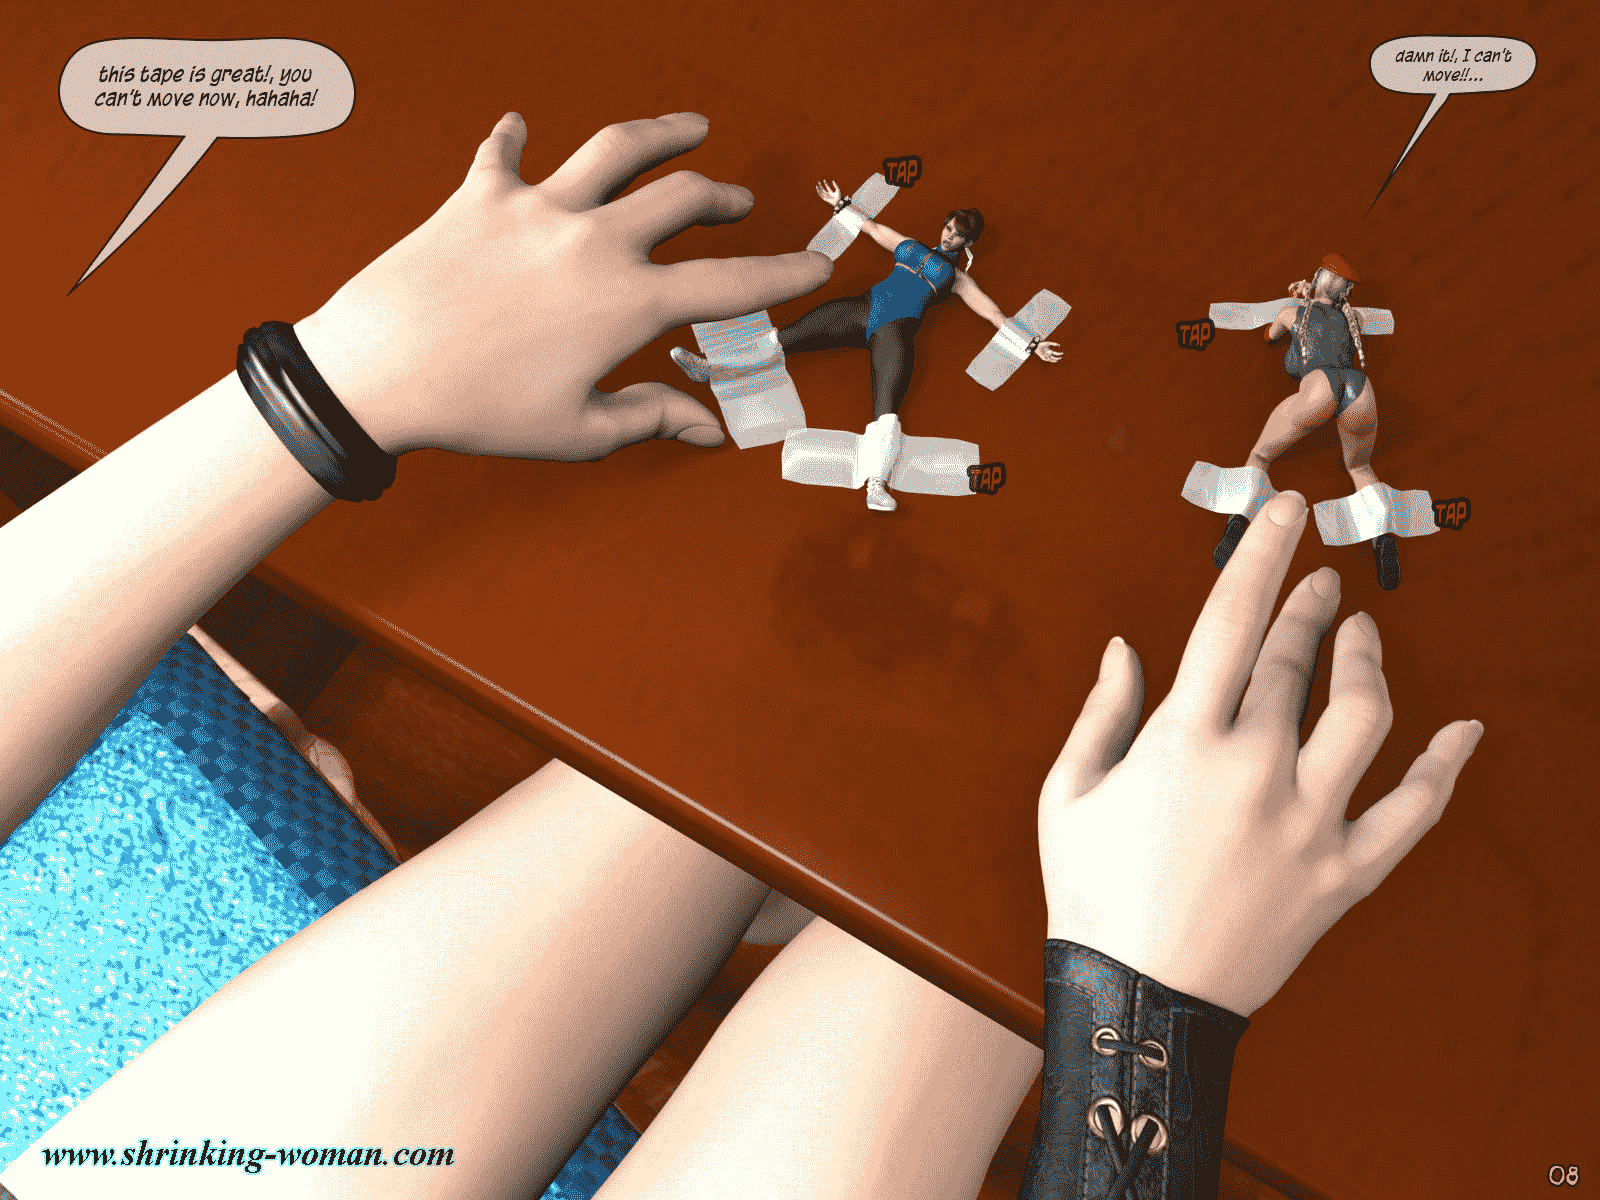 this tape is great!, you
can't move now, hahaha!
damn it!, I can't
move!!...
TAP
TAP
TAP
TAP
www.shrinking-woman.com
08